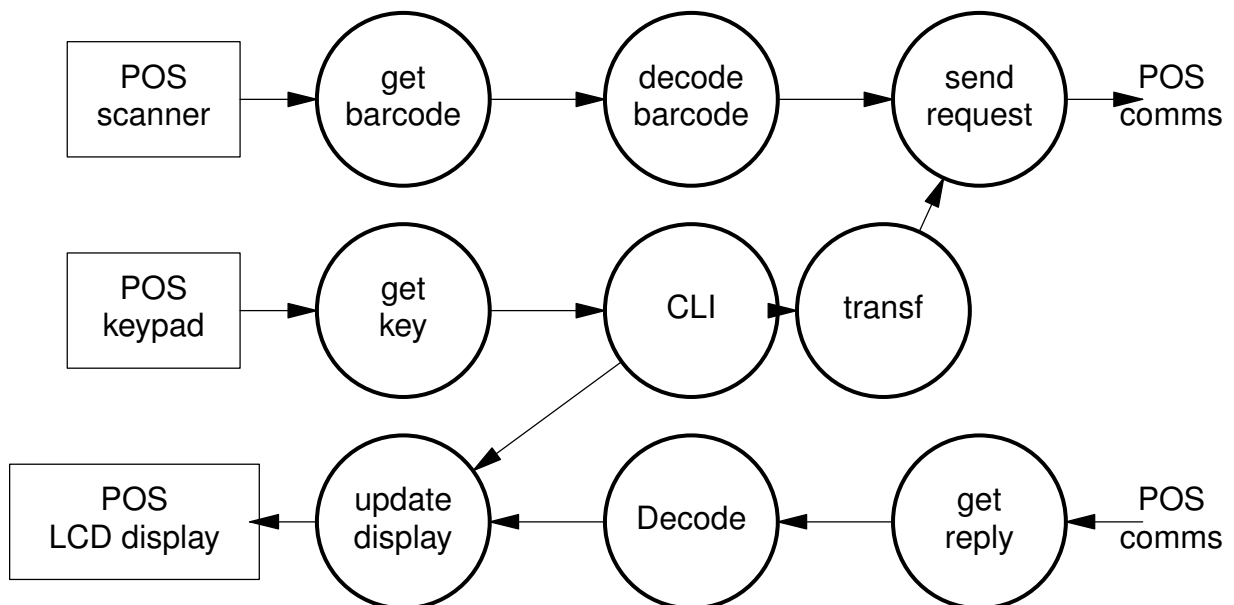 POS
scanner
get
barcode
decode
barcode
send
request
POS
comms
POS
keypad
get
key
CLI
transf
POS
LCD display
update
display
Decode
get
reply
POS
comms